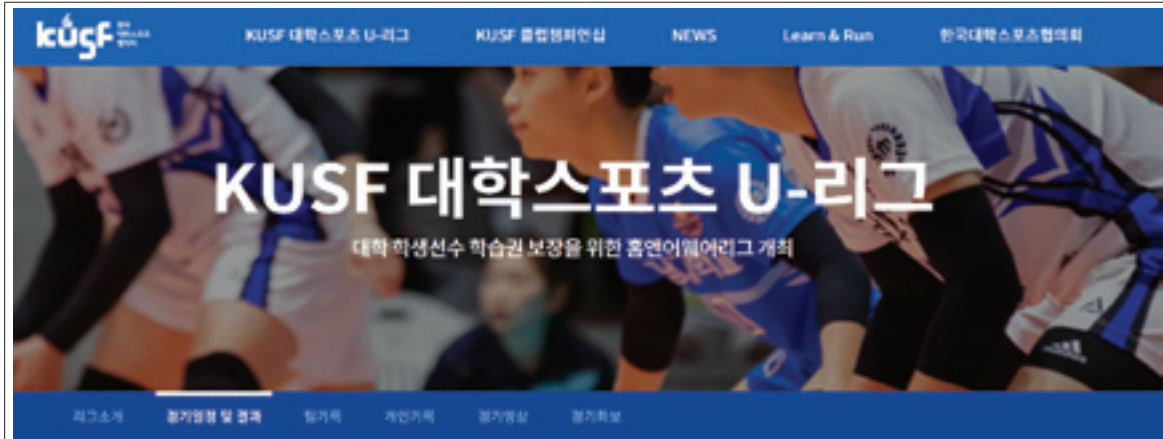 kusf
KUSF 대학스포츠 U-리그 KUSF 클럽챔피언십 NEWS Learn & Run 한국대학스포츠협의회
KUSF 대학스포츠 U-리그
대학 학생선수 학습권 보장을 위한 홈앤어웨이리그 개최
리그소개 경기일정 및 결과 팀기록 개인기록 경기영상 경기화보